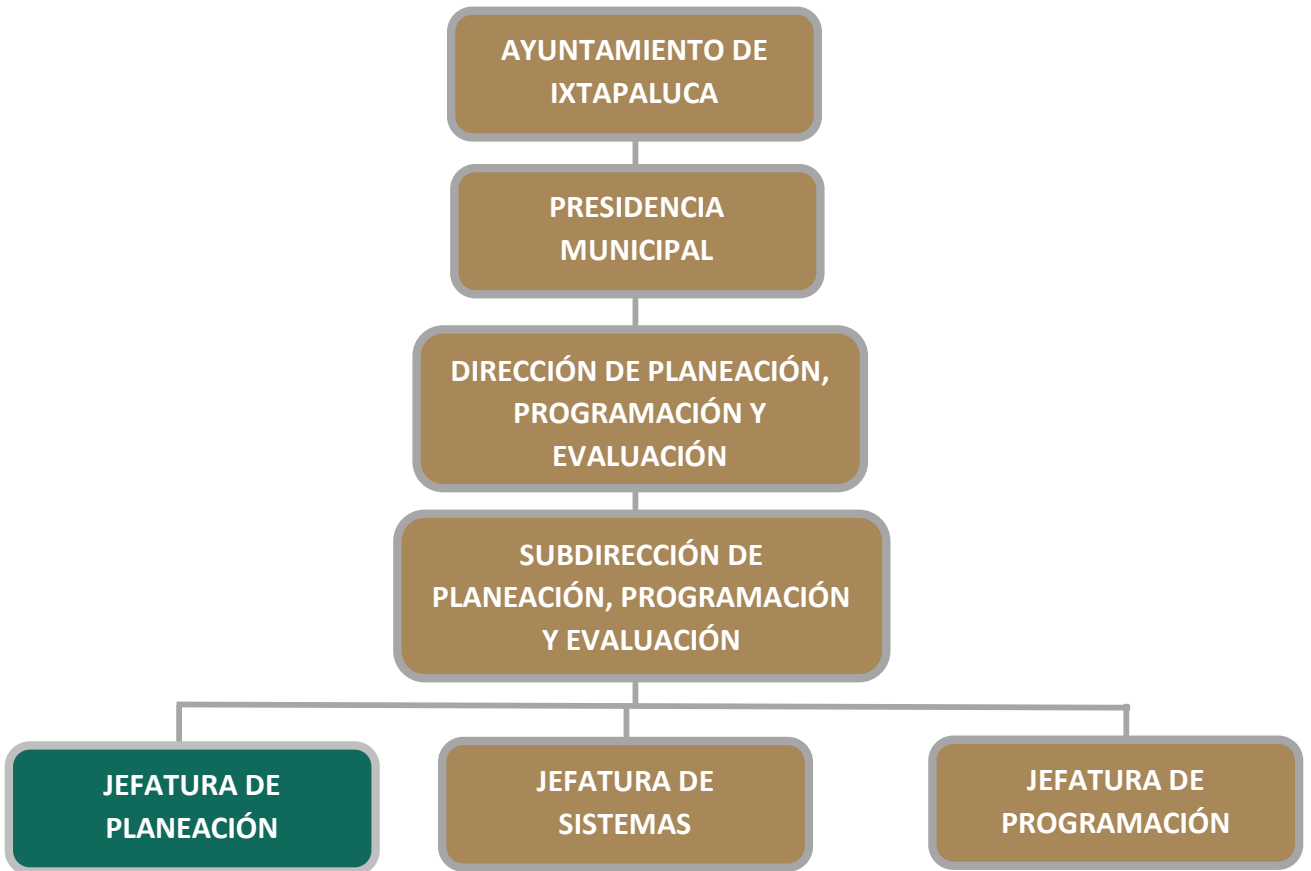 AYUNTAMIENTO DE
IXTAPALUCA
PRESIDENCIA
MUNICIPAL
DIRECCIÓN DE PLANEACIÓN,
PROGRAMACIÓN Y
EVALUACIÓN
SUBDIRECCIÓN DE
PLANEACIÓN, PROGRAMACIÓN
Y EVALUACIÓN
JEFATURA DE
PLANEACIÓN
JEFATURA DE
SISTEMAS
JEFATURA DE
PROGRAMACIÓN